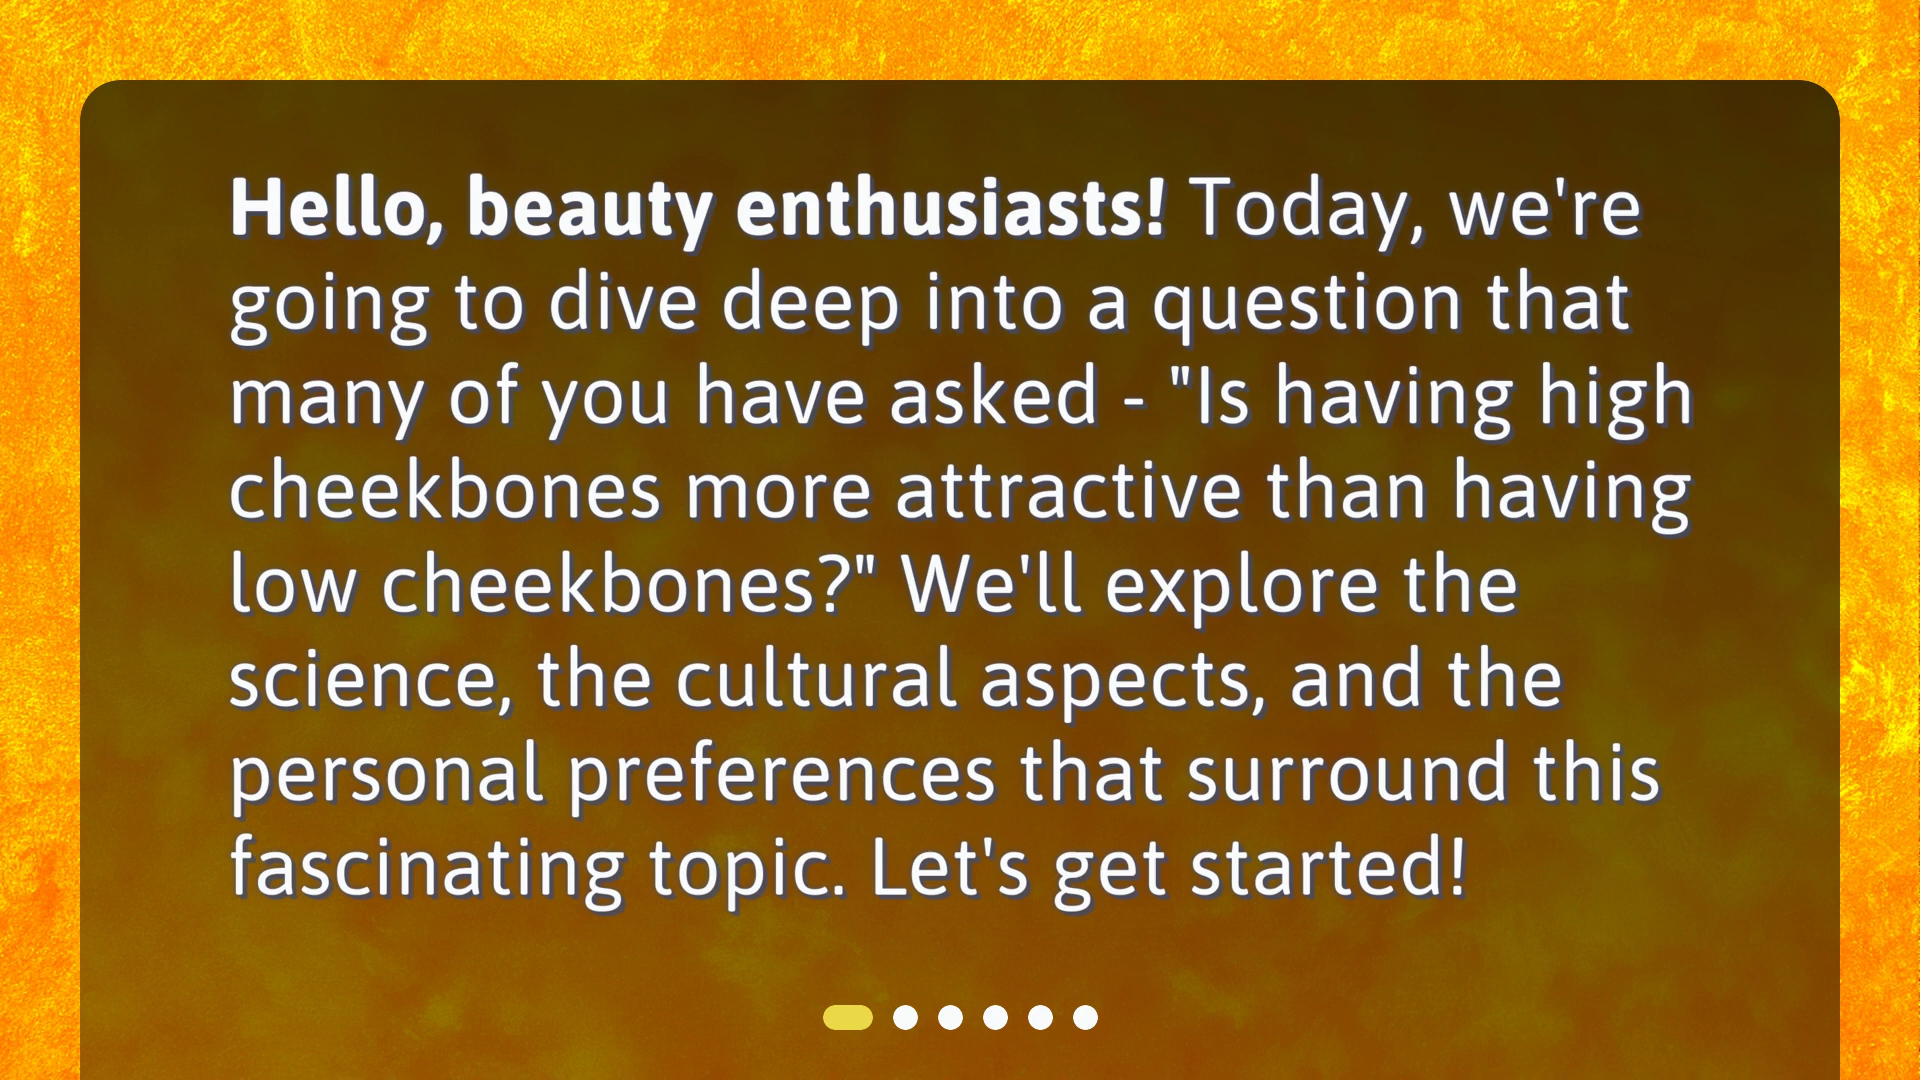 Hello, beauty enthusiasts! Today, we're
going to dive deep into a question that
many of you have asked - "Is having high
cheekbones more attractive than having
low cheekbones?" We'll explore the
science, the cultural aspects, and the
personal preferences that surround this
fascinating topic. Let's get started!